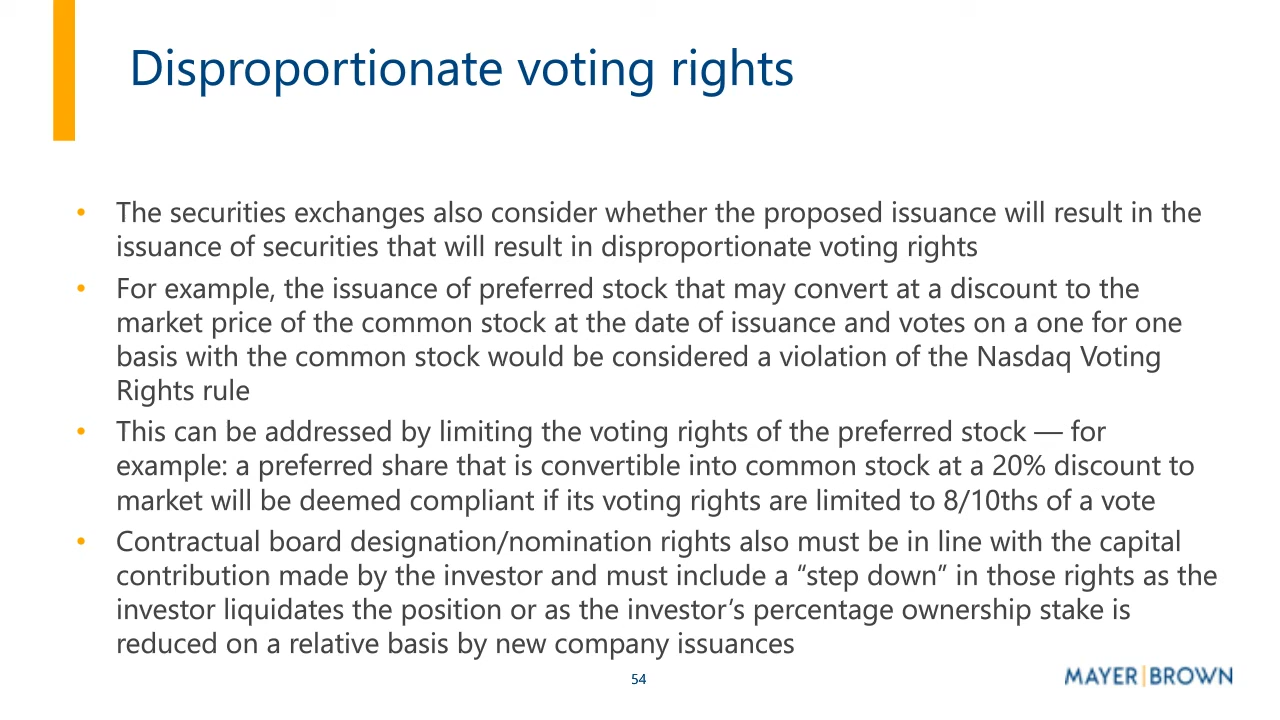 Disproportionate voting rights
• The securities exchanges also consider whether the proposed issuance will result in the
issuance of securities that will result in disproportionate voting rights
• For example, the issuance of preferred stock that may convert at a discount to the
market price of the common stock at the date of issuance and votes on a one for one
basis with the common stock would be considered a violation of the Nasdaq Voting
Rights rule
• This can be addressed by limiting the voting rights of the preferred stock — for
example: a preferred share that is convertible into common stock at a 20% discount to
market will be deemed compliant if its voting rights are limited to 8/10ths of a vote
• Contractual board designation/nomination rights also must be in line with the capital
contribution made by the investor and must include a “step down” in those rights as the
investor liquidates the position or as the investor’s percentage ownership stake is
reduced on a relative basis by new company issuances
54
MAYER|BROWN